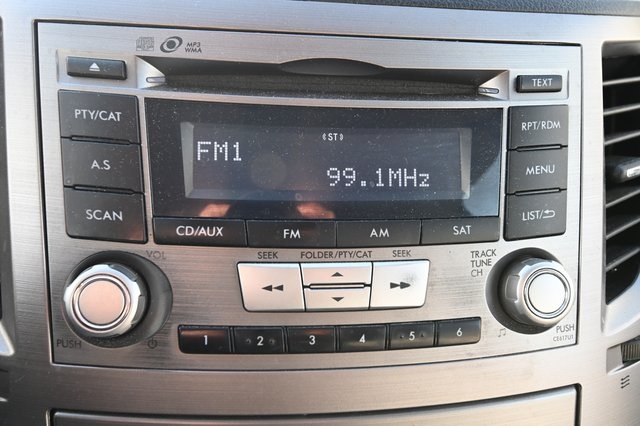 MP3
WMA
TEXT
PTY/CAT
A.S
SCAN
(ST)
FM1
99.1MHz
RPT/RDM
MENU
LIST/
CD/AUX FM AM SAT
VOL
SEEK FOLDER/PTY/CAT SEEK
TRACK
TUNE
CH
PUSH
1 2 3 4 5 6
PUSH
CE617U1